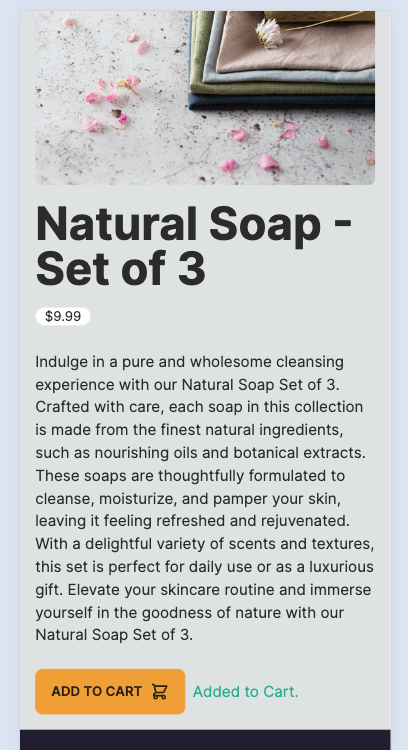 Natural Soap -
Set of 3
$9.99
Indulge in a pure and wholesome cleansing
experience with our Natural Soap Set of 3.
Crafted with care, each soap in this collection
is made from the finest natural ingredients,
such as nourishing oils and botanical extracts.
These soaps are thoughtfully formulated to
cleanse, moisturize, and pamper your skin,
leaving it feeling refreshed and rejuvenated.
With a delightful variety of scents and textures,
this set is perfect for daily use or as a luxurious
gift. Elevate your skincare routine and immerse
yourself in the goodness of nature with our
Natural Soap Set of 3.
ADD TO CART Added to Cart.